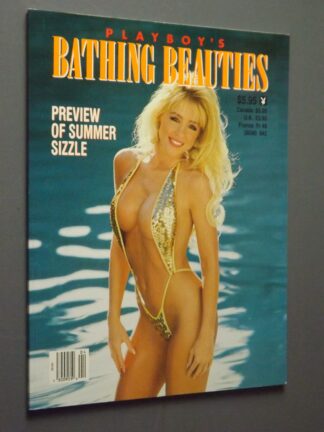 PLAYBOY'S
BATHING BEAUTIES
$5.95
PREVIEW
OF SUMMER
SIZZLE